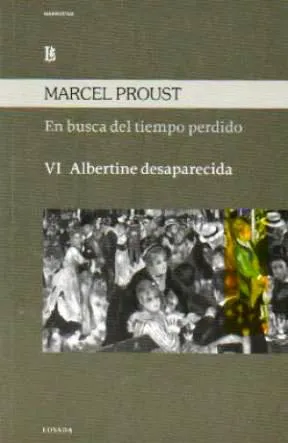 NARRATIVA
MARCEL PROUST
En busca del tiempo perdido
VI Albertine desaparecida
LOSADA